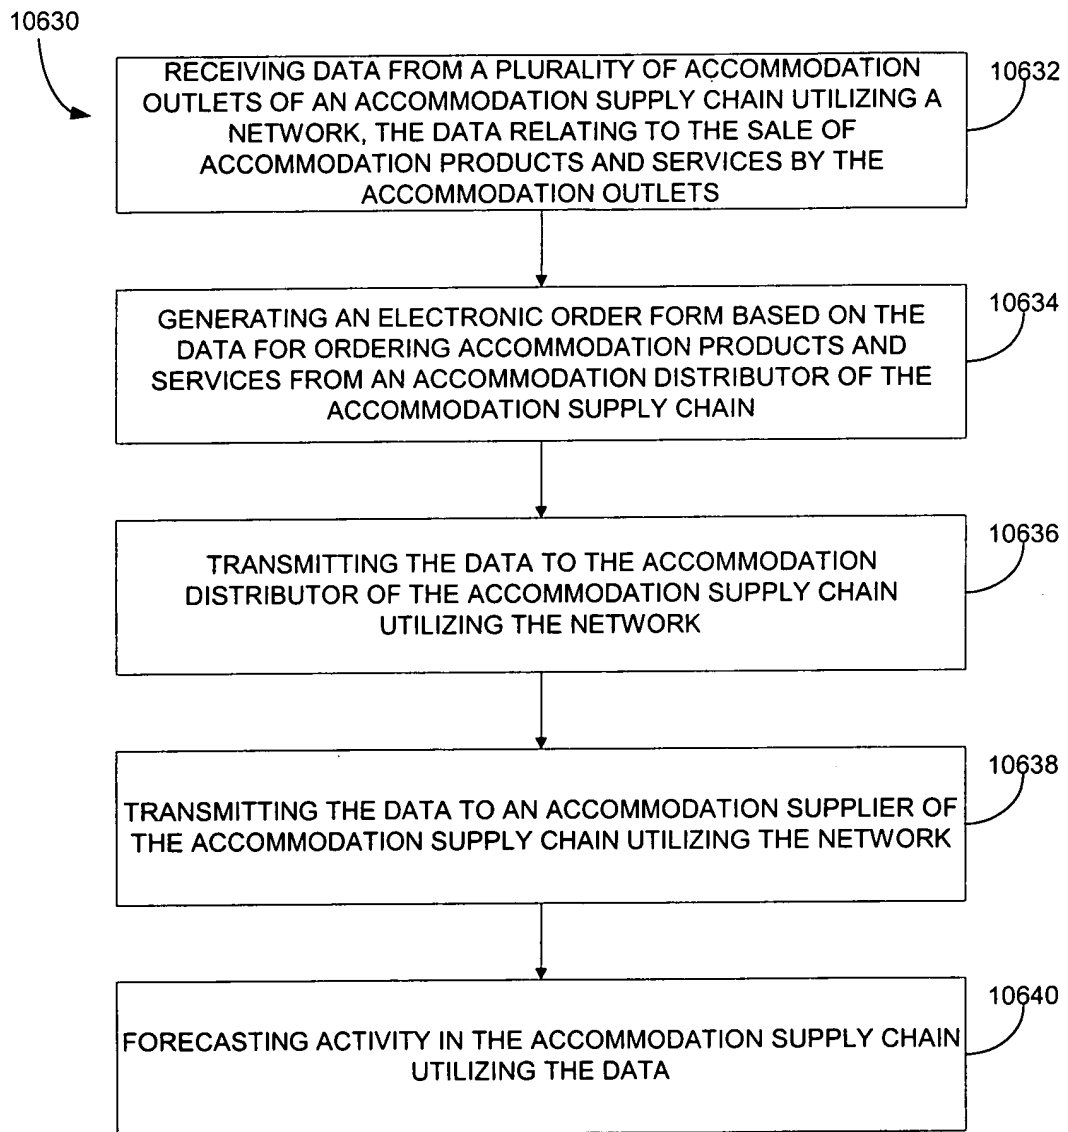 10630
RECEIVING DATA FROM A PLURALITY OF ACCOMMODATION
OUTLETS OF AN ACCOMMODATION SUPPLY CHAIN UTILIZING A
NETWORK, THE DATA RELATING TO THE SALE OF
ACCOMMODATION PRODUCTS AND SERVICES BY THE
ACCOMMODATION OUTLETS
10632
GENERATING AN ELECTRONIC ORDER FORM BASED ON THE
DATA FOR ORDERING ACCOMMODATION PRODUCTS AND
SERVICES FROM AN ACCOMMODATION DISTRIBUTOR OF THE
ACCOMMODATION SUPPLY CHAIN
10634
TRANSMITTING THE DATA TO THE ACCOMMODATION
DISTRIBUTOR OF THE ACCOMMODATION SUPPLY CHAIN
UTILIZING THE NETWORK
10636
TRANSMITTING THE DATA TO AN ACCOMMODATION SUPPLIER OF
THE ACCOMMODATION SUPPLY CHAIN UTILIZING THE NETWORK
10638
FORECASTING ACTIVITY IN THE ACCOMMODATION SUPPLY CHAIN
UTILIZING THE DATA
10640